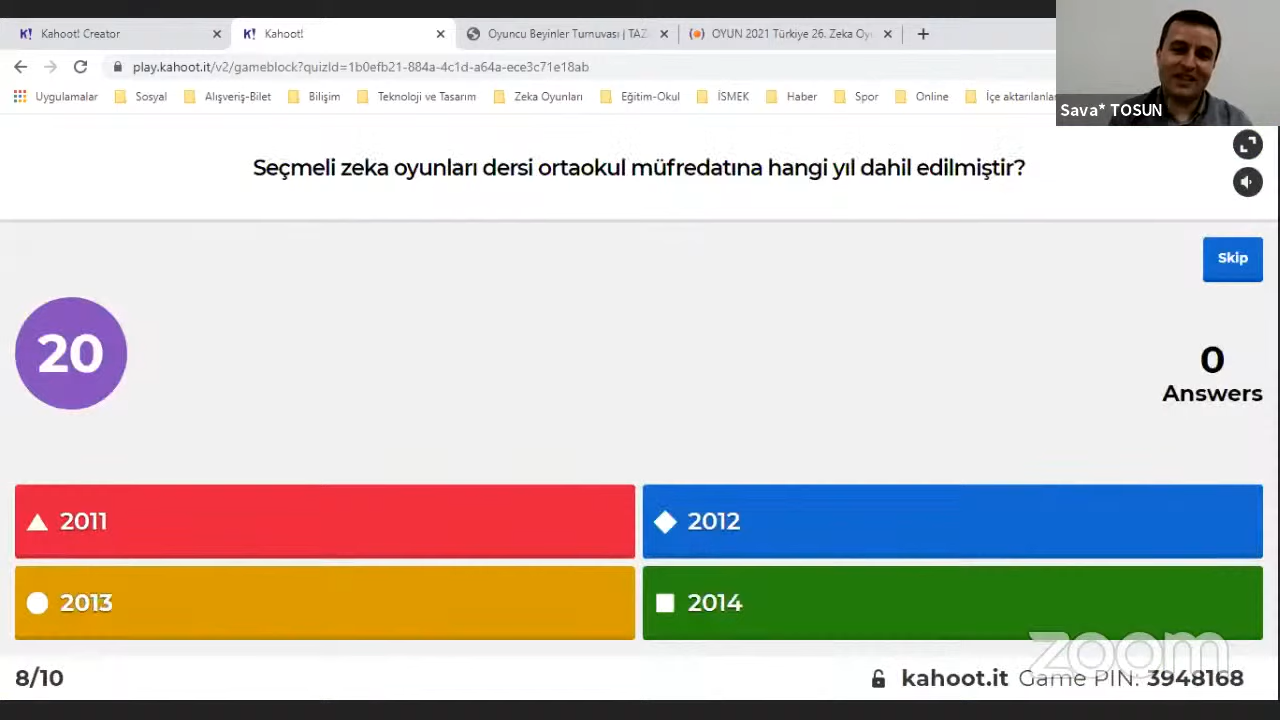 Kahoot! Creator
Kahoot!
Oyuncu Beyinler Turnuvası | TAZ
OYUN 2021 Türkiye 26. Zeka Oyu
play.kahoot.it/v2/gameblock?quizId=1b0efb21-884a-4c1d-a64a-ece3c71e18ab
Uygulamalar Sosyal Alışveriş-Bilet Bilişim Teknoloji ve Tasarım Zeka Oyunları Eğitim-Okul İSMEK Haber Spor Online İçe aktarılanlar
Sava* TOSUN
Seçmeli zeka oyunları dersi ortaokul müfredatına hangi yıl dahil edilmiştir?
Skip
20
0
Answers
2011
2012
2013
2014
zoom
8/10
kahoot.it Game PIN: 3948168